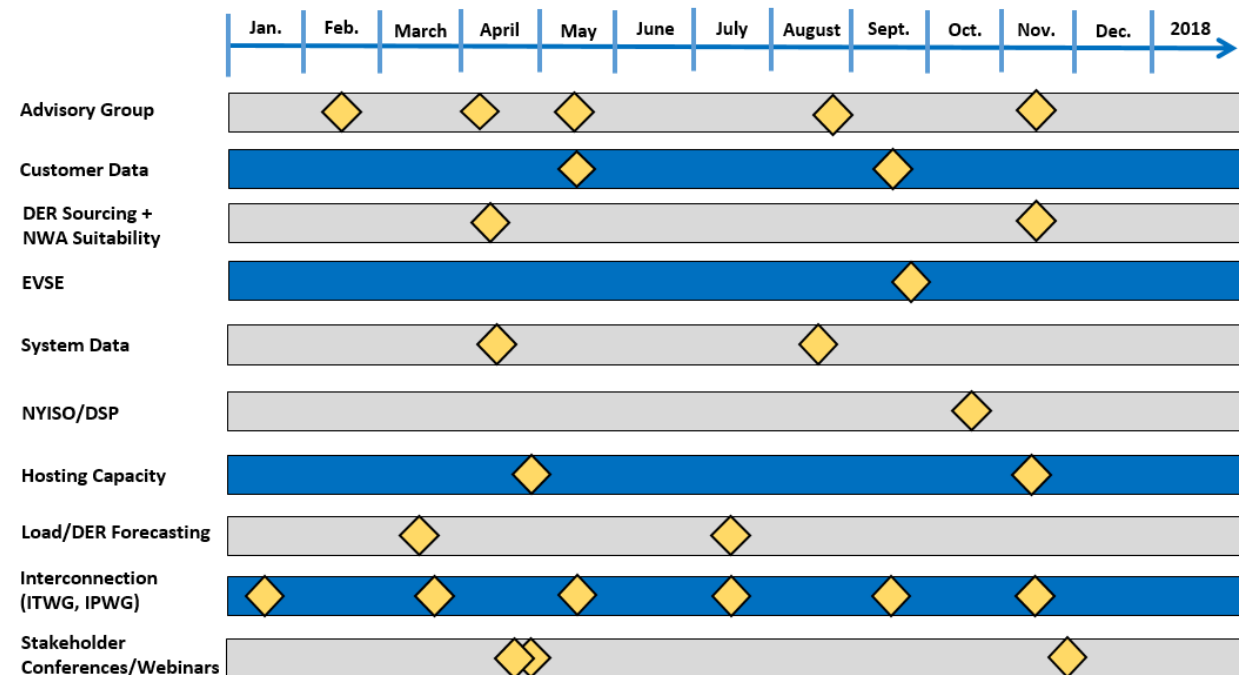 Jan. Feb. March April May June July August Sept. Oct. Nov. Dec. 2018
Advisory Group
Customer Data
DER Sourcing +
NWA Suitability
EVSE
System Data
NYISO/DSP
Hosting Capacity
Load/DER Forecasting
Interconnection
(ITWG, IPWG)
Stakeholder
Conferences/Webinars